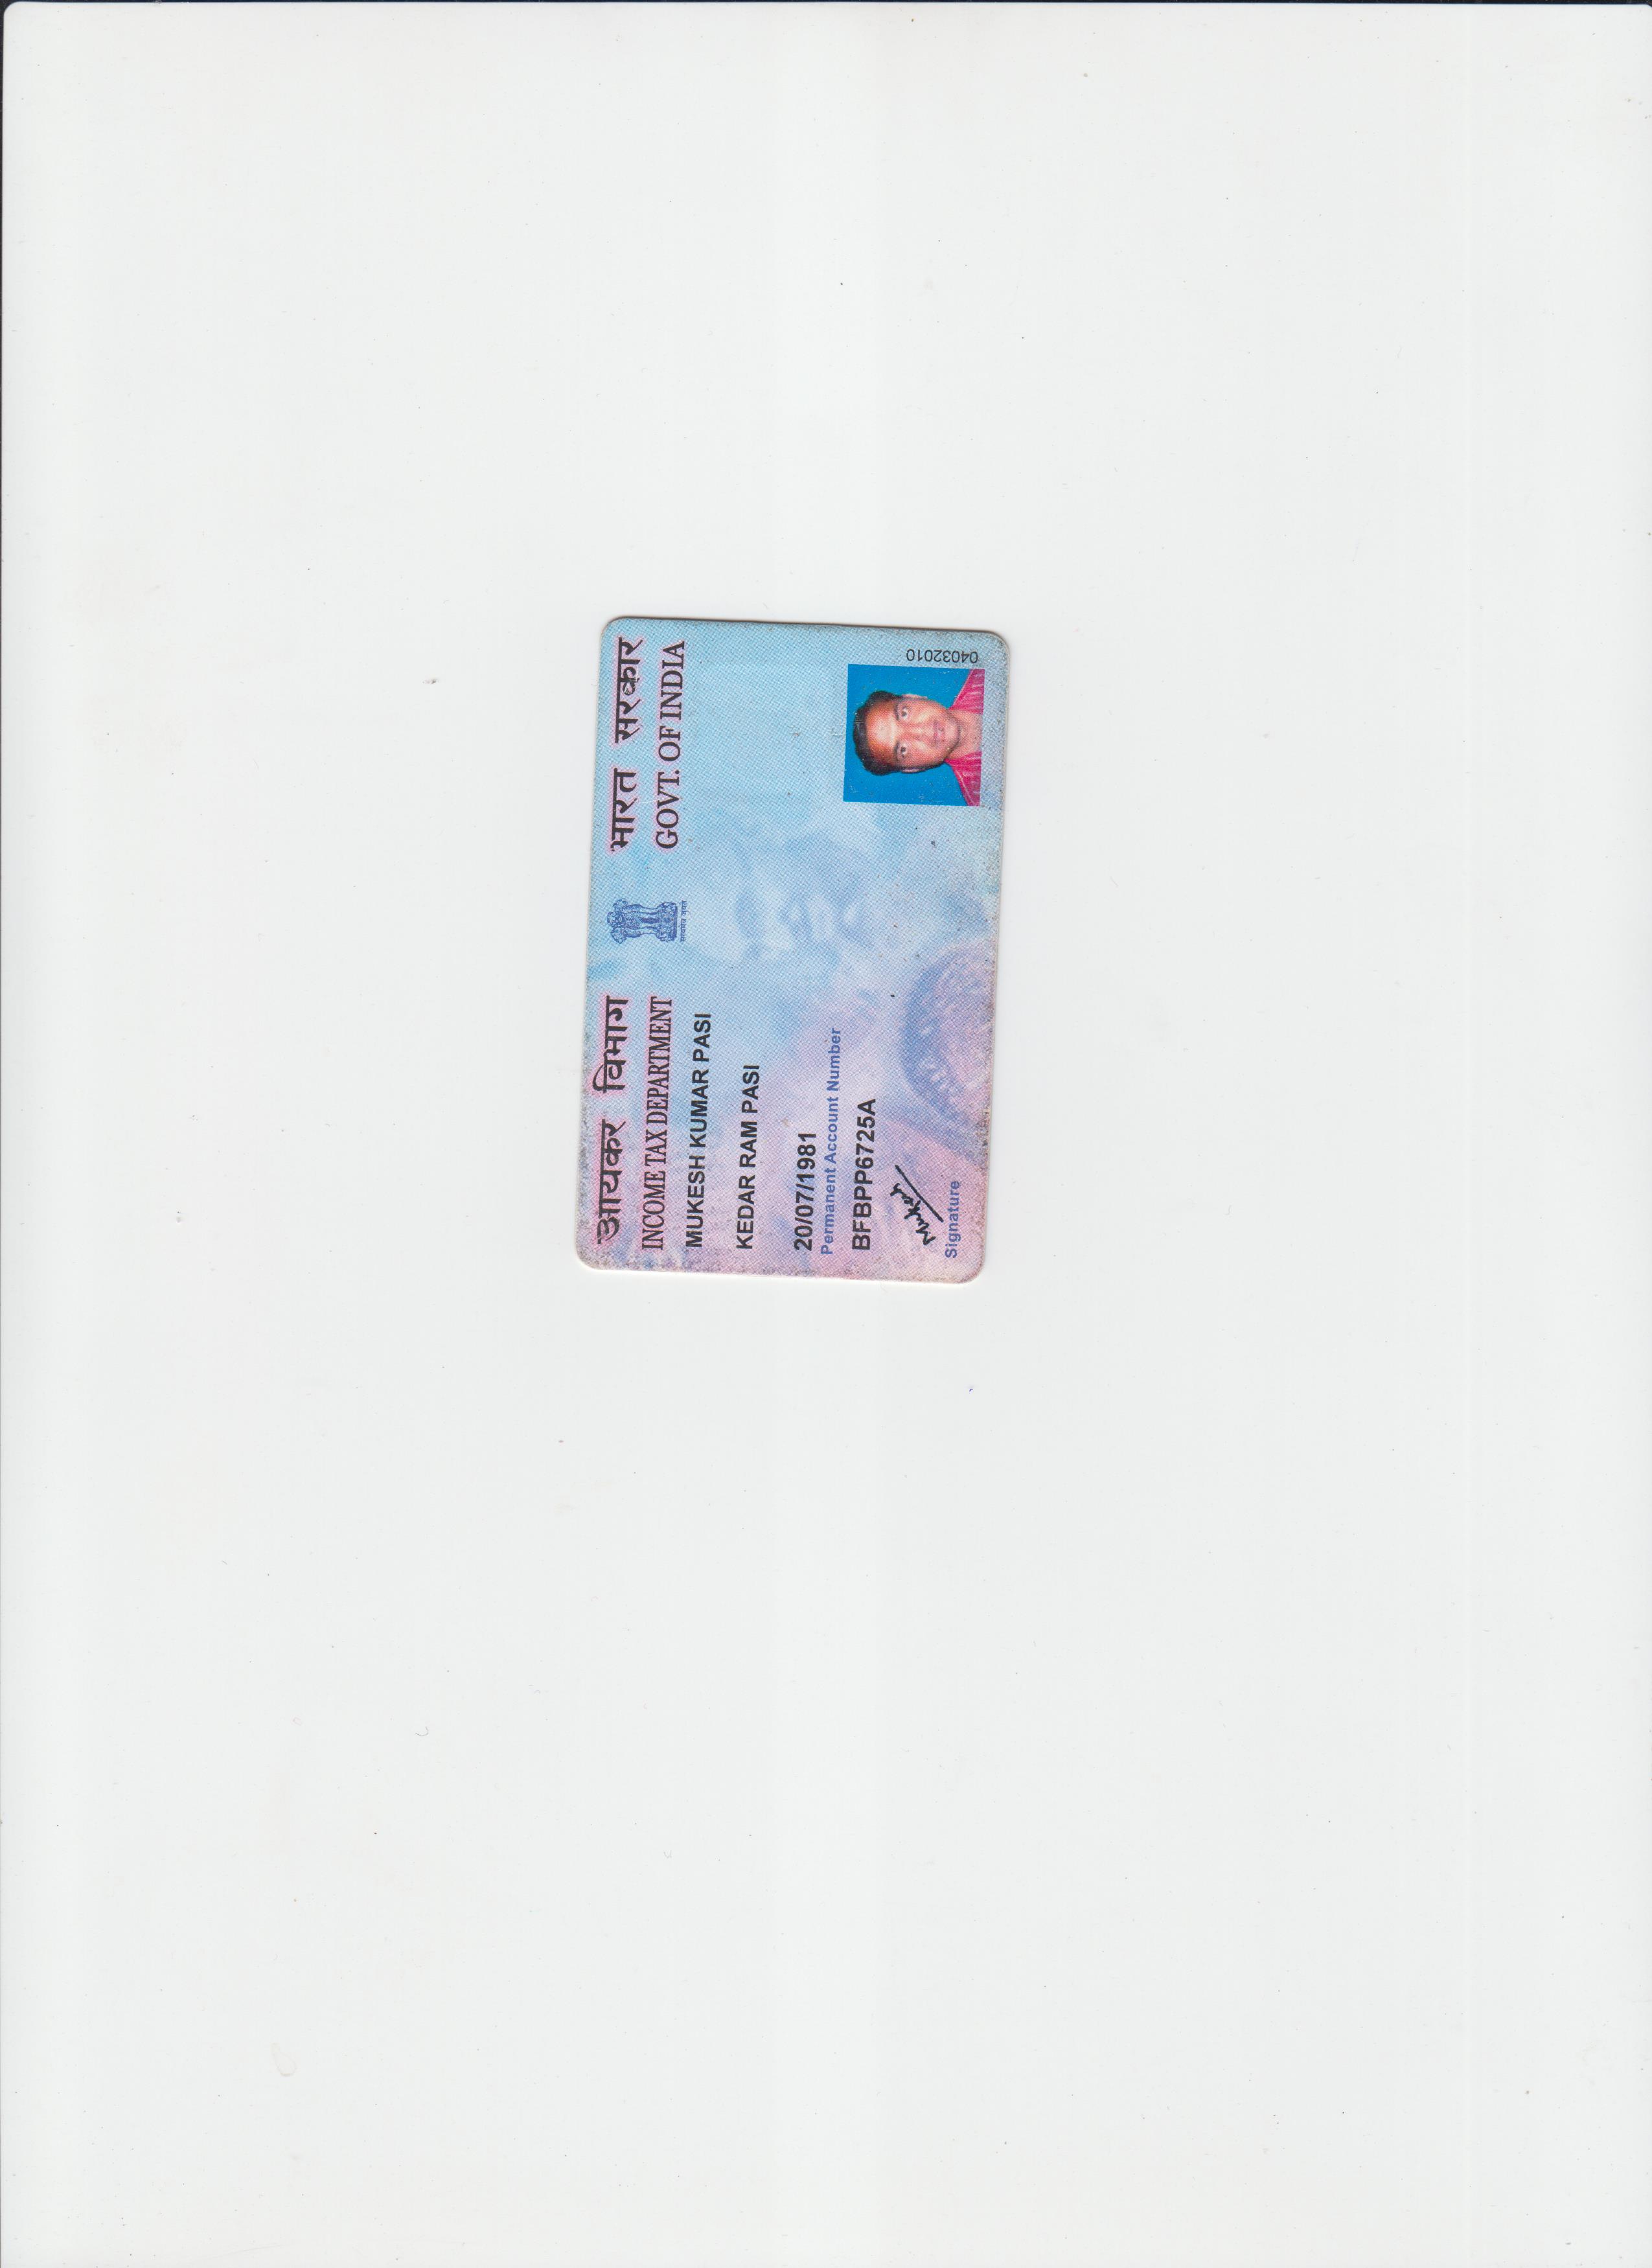 आयकर विभाग
भारत सरकार
INCOME TAX DEPARTMENT
GOVT. OF INDIA
सत्यमेव जयते
MUKESH KUMAR PASI
KEDAR RAM PASI
20/07/1981
Permanent Account Number
BFBPP6725A
Mukesh
Signature
04032010